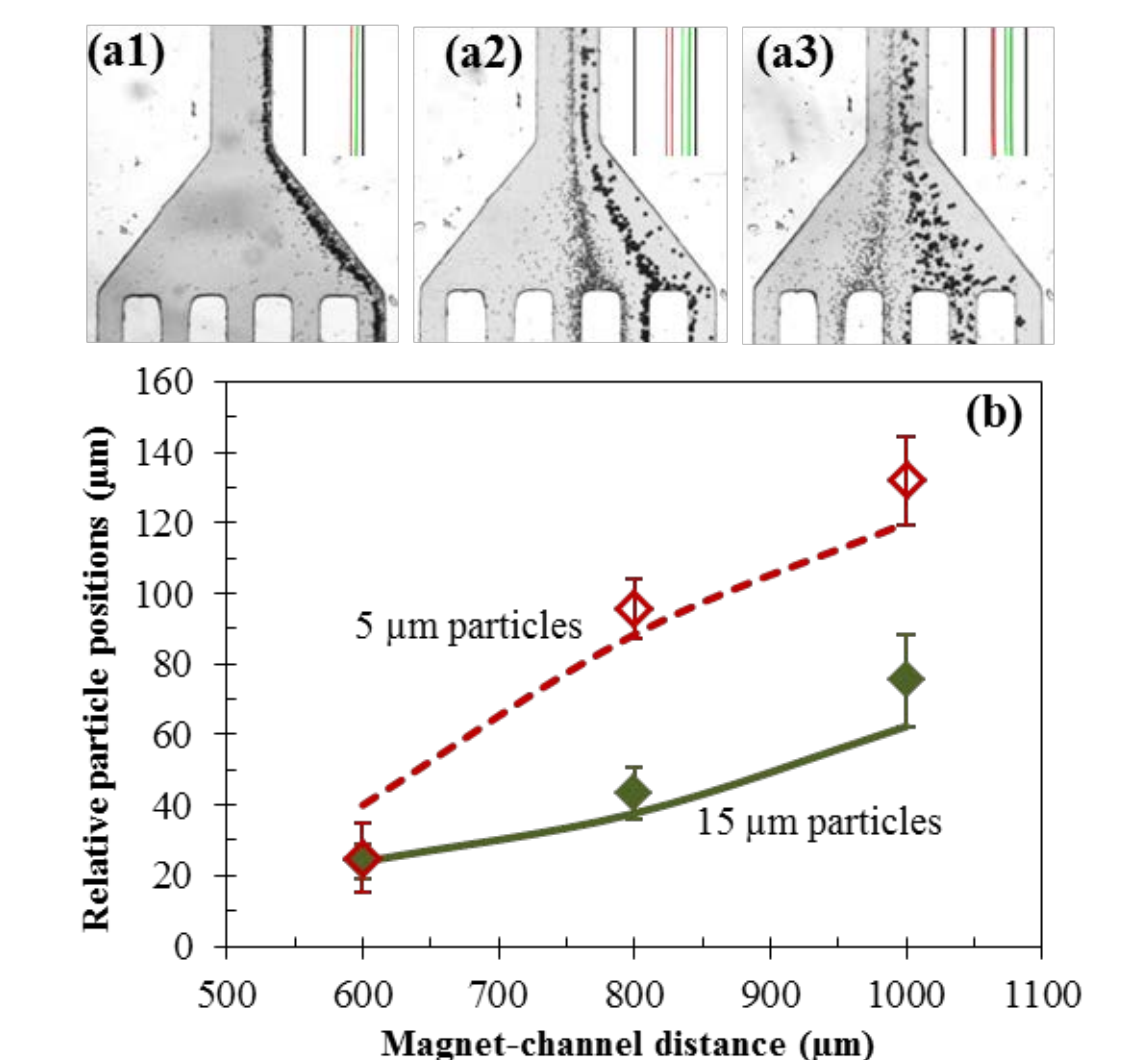 (a1)
(a2)
(a3)
(b)
160
140
120
100
80
60
40
20
0
Relative particle positions (µm)
5 µm particles
15 µm particles
500 600 700 800 900 1000 1100
Magnet-channel distance (µm)